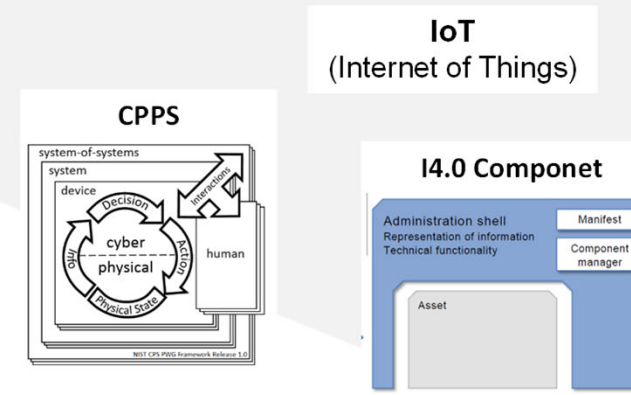 IoT
(Internet of Things)
CPPS
system-of-systems
system
device
Decision
Interactions
Info
cyber
physical
Action
human
Physical State
NIST CPS PWG Framework Release 1.0
I4.0 Componet
Administration shell
Representation of information
Technical functionality
Manifest
Component
manager
Asset